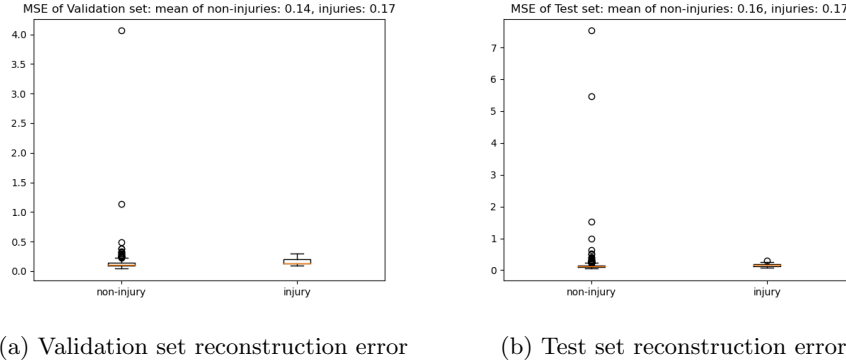 MSE of Validation set: mean of non-injuries: 0.14, injuries: 0.17
4.0
3.5
3.0
2.5
2.0
1.5
1.0
0.5
0.0
non-injury injury
(a) Validation set reconstruction error
MSE of Test set: mean of non-injuries: 0.16, injuries: 0.17
7
6
5
4
3
2
1
0
non-injury injury
(b) Test set reconstruction error